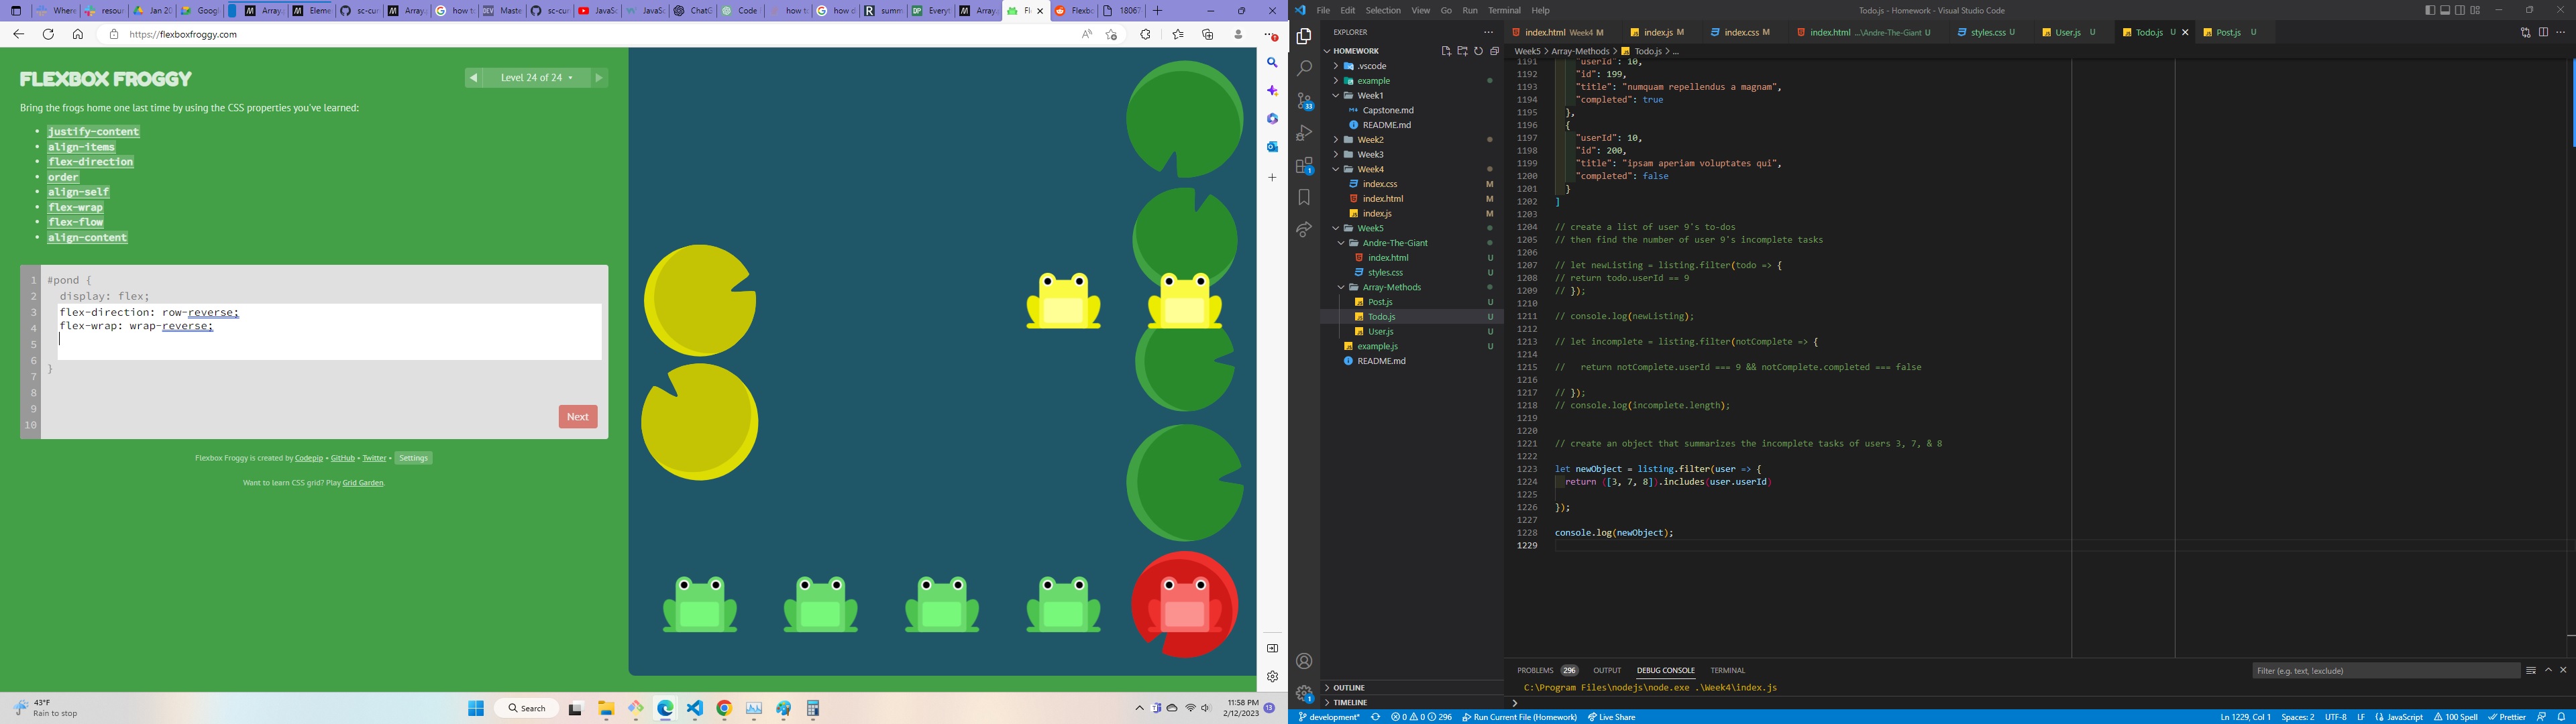 Where
resour
Jan 20
Goog
Array.
Eleme
sc-cur
Array.
how to
Maste
sc-cur
JavaSc
JavaSc
ChatG
Code
how to
how d
summ
Everyt
Array.
Fl
Flexbo
18067
https://flexboxfroggy.com
FLEXBOX FROGGY
Level 24 of 24
Bring the frogs home one last time by using the CSS properties you've learned:
justify-content
align-items
flex-direction
order
align-self
flex-wrap
flex-flow
align-content
1 #pond {
2 display: flex;
3 flex-direction: row-reverse;
4 flex-wrap: wrap-reverse;
5
6 }
7
8
9
10
Next
Flexbox Froggy is created by Codepip • GitHub • Twitter • Settings
Want to learn CSS grid? Play Grid Garden.
43°F
Rain to stop
Search
11:58 PM
2/12/2023
13
File Edit Selection View Go Run Terminal Help
Todo.js - Homework - Visual Studio Code
EXPLORER
HOMEWORK
.vscode
example
Week1
Capstone.md
README.md
Week2
Week3
Week4
index.css M
index.html M
index.js M
Week5
Andre-The-Giant
index.html U
styles.css U
Array-Methods
Post.js U
Todo.js U
User.js U
example.js U
README.md
OUTLINE
TIMELINE
33
1
1
index.html Week4 M
index.js M
index.css M
index.html ...\Andre-The-Giant U
styles.css U
User.js U
Todo.js U
Post.js U
Week5 > Array-Methods > Todo.js > ...
1191 "userId": 10,
1192 "id": 199,
1193 "title": "numquam repellendus a magnam",
1194 "completed": true
1195 },
1196 {
1197 "userId": 10,
1198 "id": 200,
1199 "title": "ipsam aperiam voluptates qui",
1200 "completed": false
1201 }
1202 ]
1203
1204 // create a list of user 9's to-dos
1205 // then find the number of user 9's incomplete tasks
1206
1207 // let newListing = listing.filter(todo => {
1208 // return todo.userId == 9
1209 // });
1210
1211 // console.log(newListing);
1212
1213 // let incomplete = listing.filter(notComplete => {
1214
1215 // return notComplete.userId === 9 && notComplete.completed === false
1216
1217 // });
1218 // console.log(incomplete.length);
1219
1220
1221 // create an object that summarizes the incomplete tasks of users 3, 7, & 8
1222
1223 let newObject = listing.filter(user => {
1224 return ([3, 7, 8]).includes(user.userId)
1225
1226 });
1227
1228 console.log(newObject);
1229
PROBLEMS 296 OUTPUT DEBUG CONSOLE TERMINAL
Filter (e.g. text, !exclude)
C:\Program Files\nodejs\node.exe .\Week4\index.js
development* 0 0 296 Run Current File (Homework) Live Share
Ln 1229, Col 1 Spaces: 2 UTF-8 LF JavaScript 100 Spell Prettier